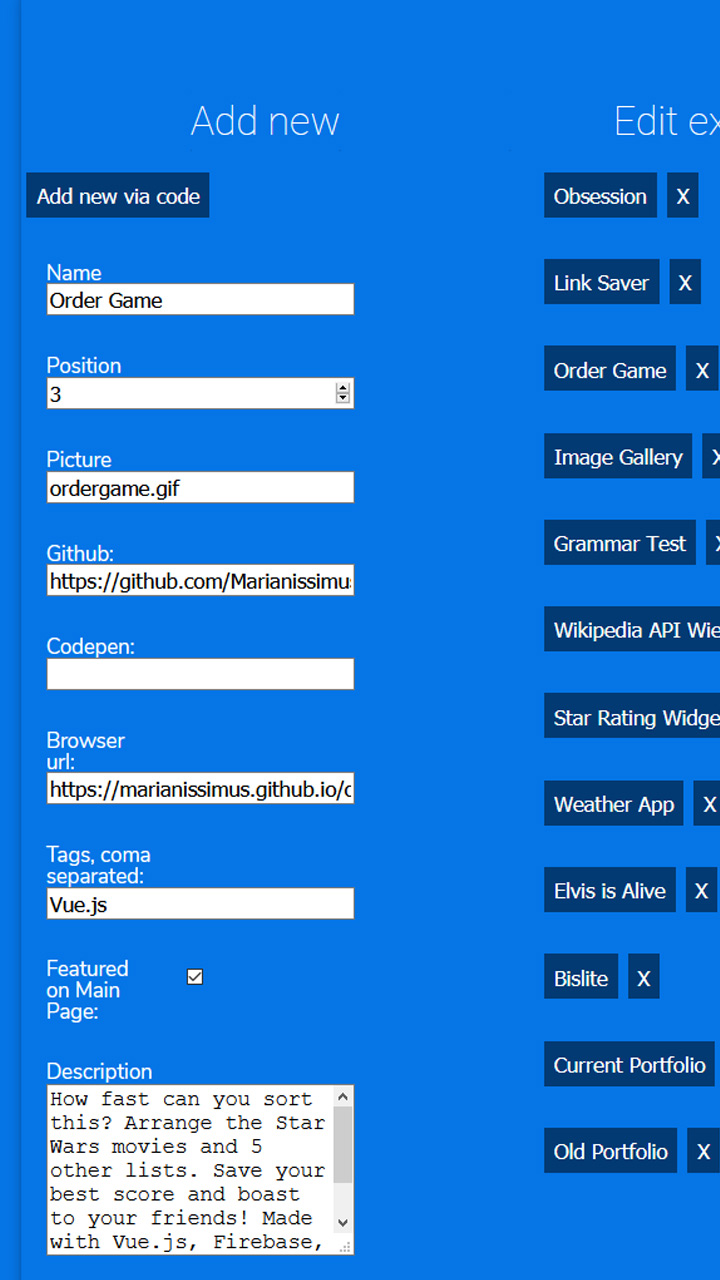 Add new
Add new via code
Name
Order Game
Position
3
Picture
ordergame.gif
Github:
https://github.com/Marianissimu
Codepen:
Browser
url:
https://marianissimus.github.io/
Tags, coma
separated:
Vue.js
Featured
on Main
Page:
Description
How fast can you sort
this? Arrange the Star
Wars movies and 5
other lists. Save your
best score and boast
to your friends! Made
with Vue.js, Firebase,
Edit ex
Obsession X
Link Saver X
Order Game X
Image Gallery X
Grammar Test
Wikipedia API Wie
Star Rating Widge
Weather App X
Elvis is Alive X
Bislite X
Current Portfolio
Old Portfolio X